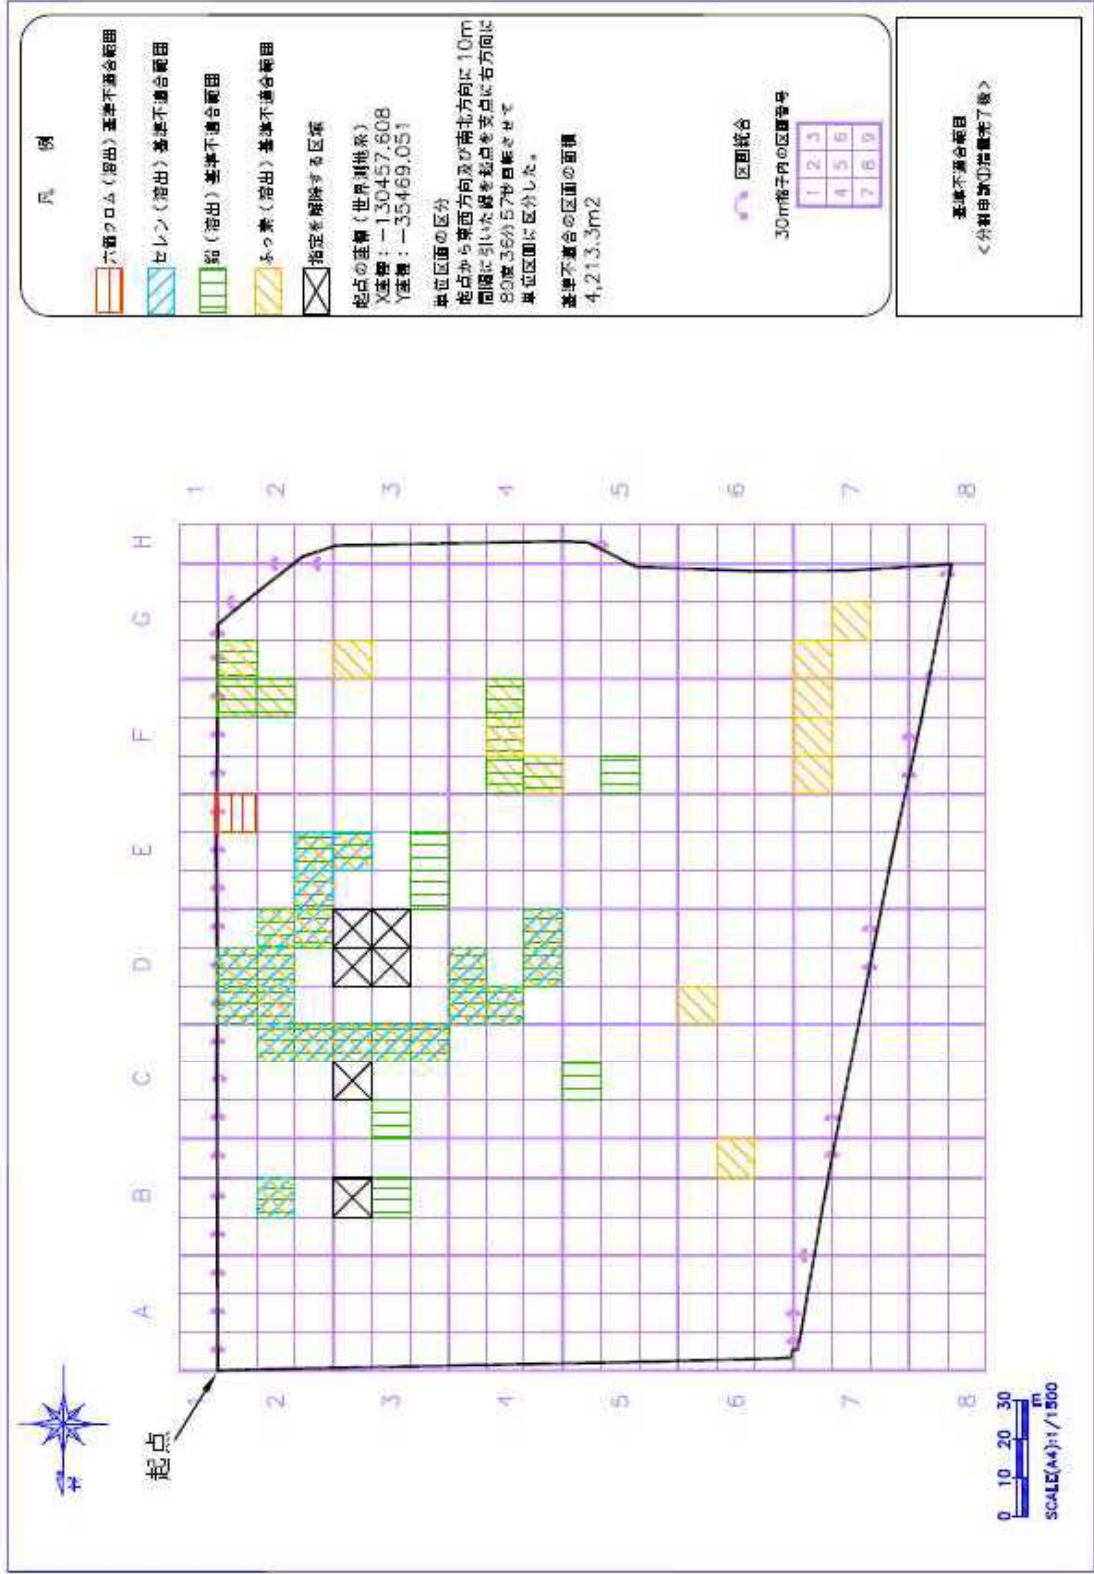 凡 例
六価クロム(溶出)基準不適合範囲
セレン(溶出)基準不適合範囲
鉛(溶出)基準不適合範囲
ふっ素(溶出)基準不適合範囲
指定を解除する区域
起点の座標(世界測地系)
X座標:-130457.608
Y座標:-35469.051
単位区画の区分
起点から東西方向及び南北方向に10m
間隔に引いた線を起点を支点に右方向に
80度36分57秒回転させて
単位区画に区分した。
基準不適合の区画の面積
4,213.3m2
区画統合
30m格子内の区画番号
1 2 3
4 5 6
7 8 9
基準不適合範囲
<分割申請①措置完了後>
起点
A B C D E F G H
1 2 3 4 5 6 7 8
1 2 3 4 5 6 7 8
0 10 20 30
m
SCALE(A4):1/1500